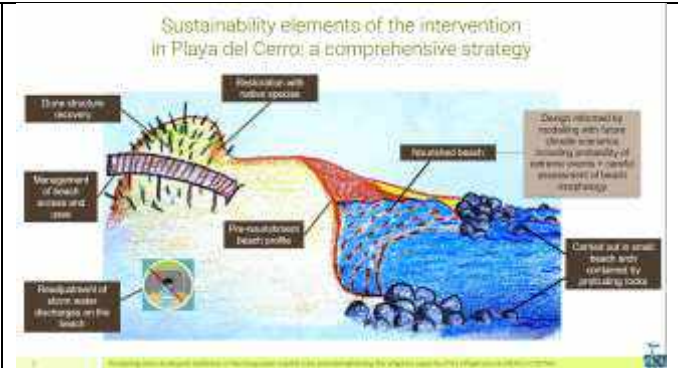 Sustainability elements of the intervention
in Playa del Cerro: a comprehensive strategy
Restoration with
native species
Dune structure
recovery
Nourished beach
Design informed by
modelling with future
climate scenarios
including probability of
extreme events + careful
assessment of beach
morphology
Management
of beach
access and
uses
Pre-nourishment
beach profile
Carried out in small
beach arch
contained by
protruding rocks
Readjustment of
storm water
discharges on the
beach